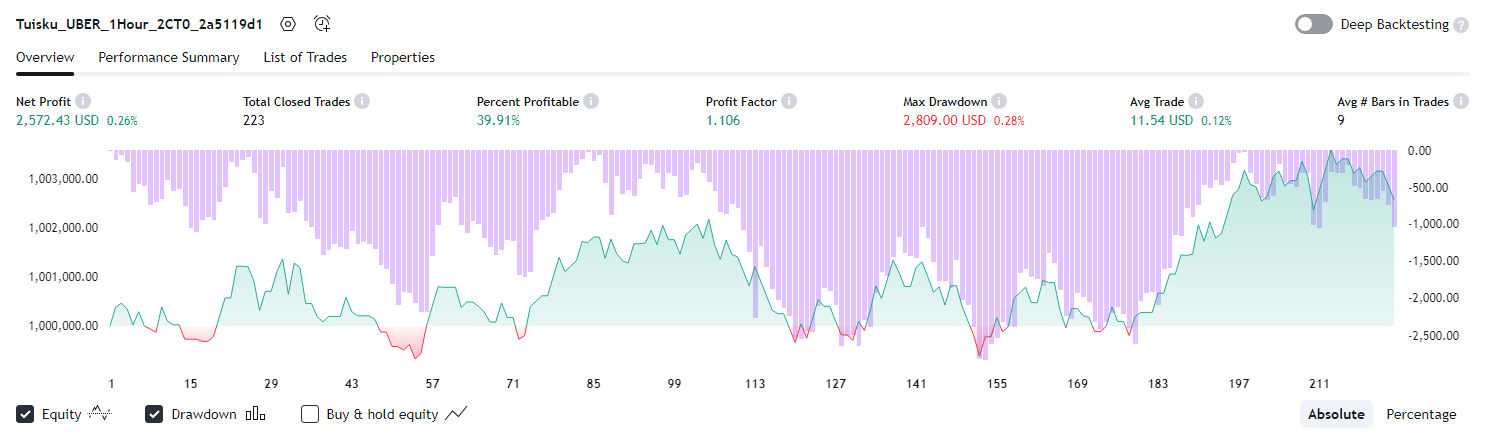 Tuisku_UBER_1Hour_2CT0_2a5119d1 Deep Backtesting ?
Overview Performance Summary List of Trades Properties
Net Profit i Total Closed Trades i Percent Profitable i Profit Factor i Max Drawdown i Avg Trade i Avg # Bars in Trades i
2,572.43 USD 0.26% 223 39.91% 1.106 2,809.00 USD 0.28% 11.54 USD 0.12% 9
0.00
1,003,000.00 -500.00
1,002,000.00 -1,000.00
1,001,000.00 -1,500.00
-2,000.00
1,000,000.00 -2,500.00
1 15 29 43 57 71 85 99 113 127 141 155 169 183 197 211
Equity Drawdown Buy & hold equity Absolute Percentage